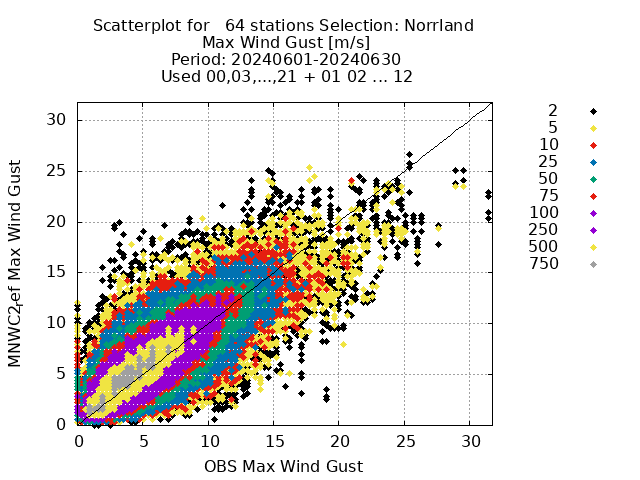 Scatterplot for 64 stations Selection: Norrland
Max Wind Gust [m/s]
Period: 20240601-20240630
Used 00,03,...,21 + 01 02 ... 12
MNWC2,ef Max Wind Gust
30
25
20
15
10
5
0
0 5 10 15 20 25 30
OBS Max Wind Gust
2
5
10
25
50
75
100
250
500
750